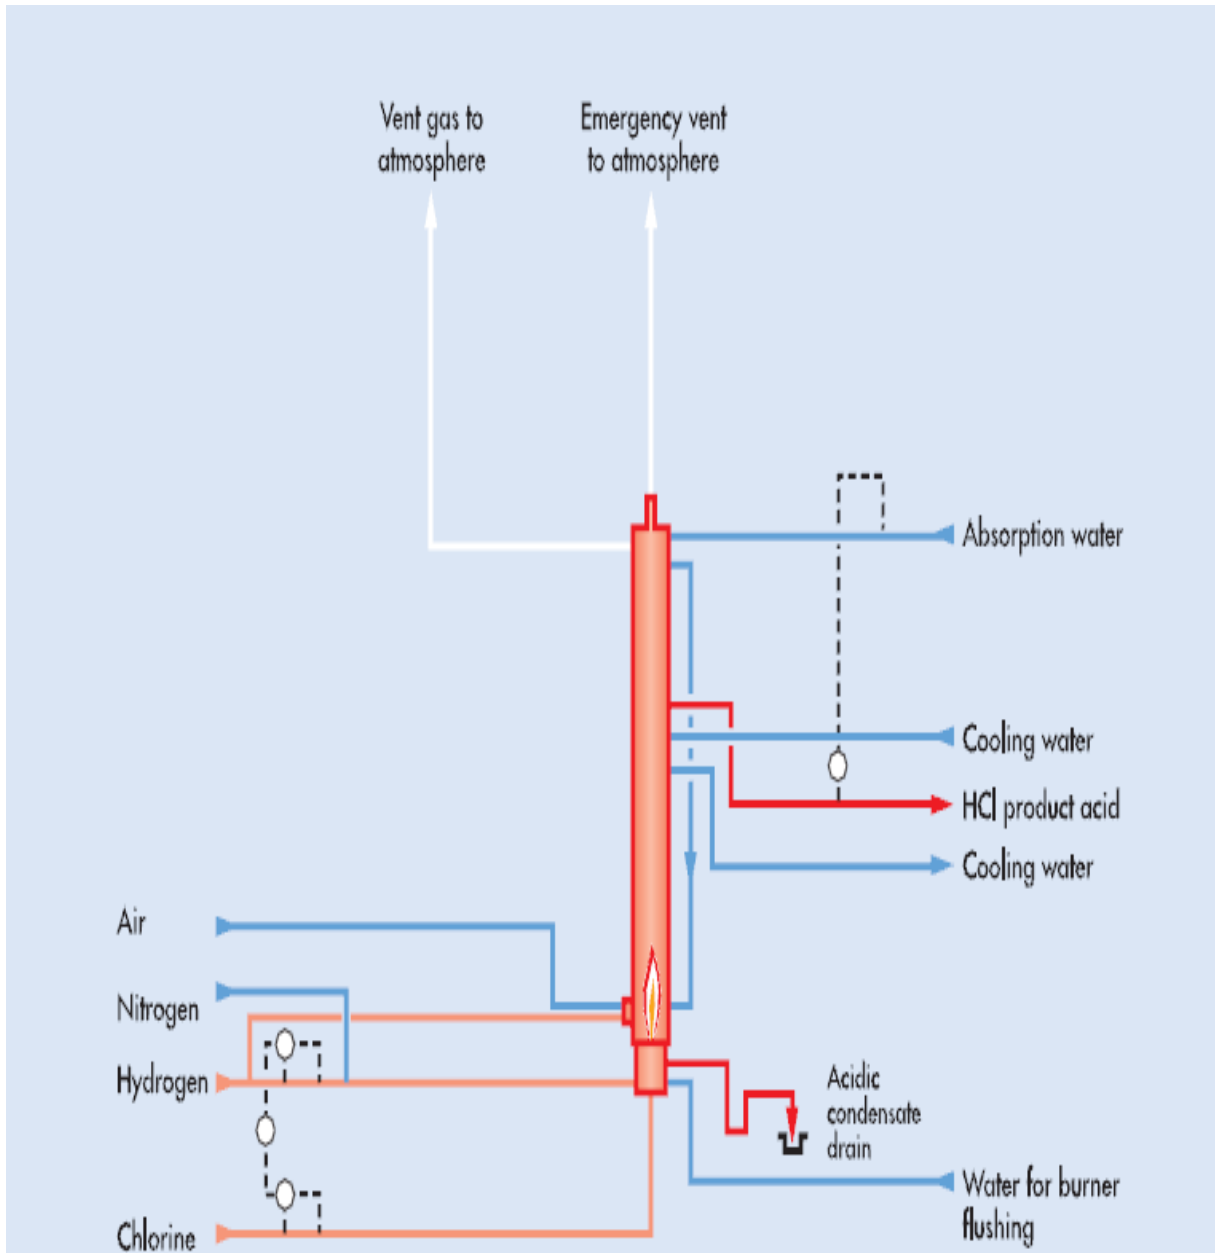 Vent gas to
atmosphere
Emergency vent
to atmosphere
Absorption water
Cooling water
HCl product acid
Cooling water
Air
Nitrogen
Hydrogen
Acidic
condensate
drain
Water for burner
flushing
Chlorine